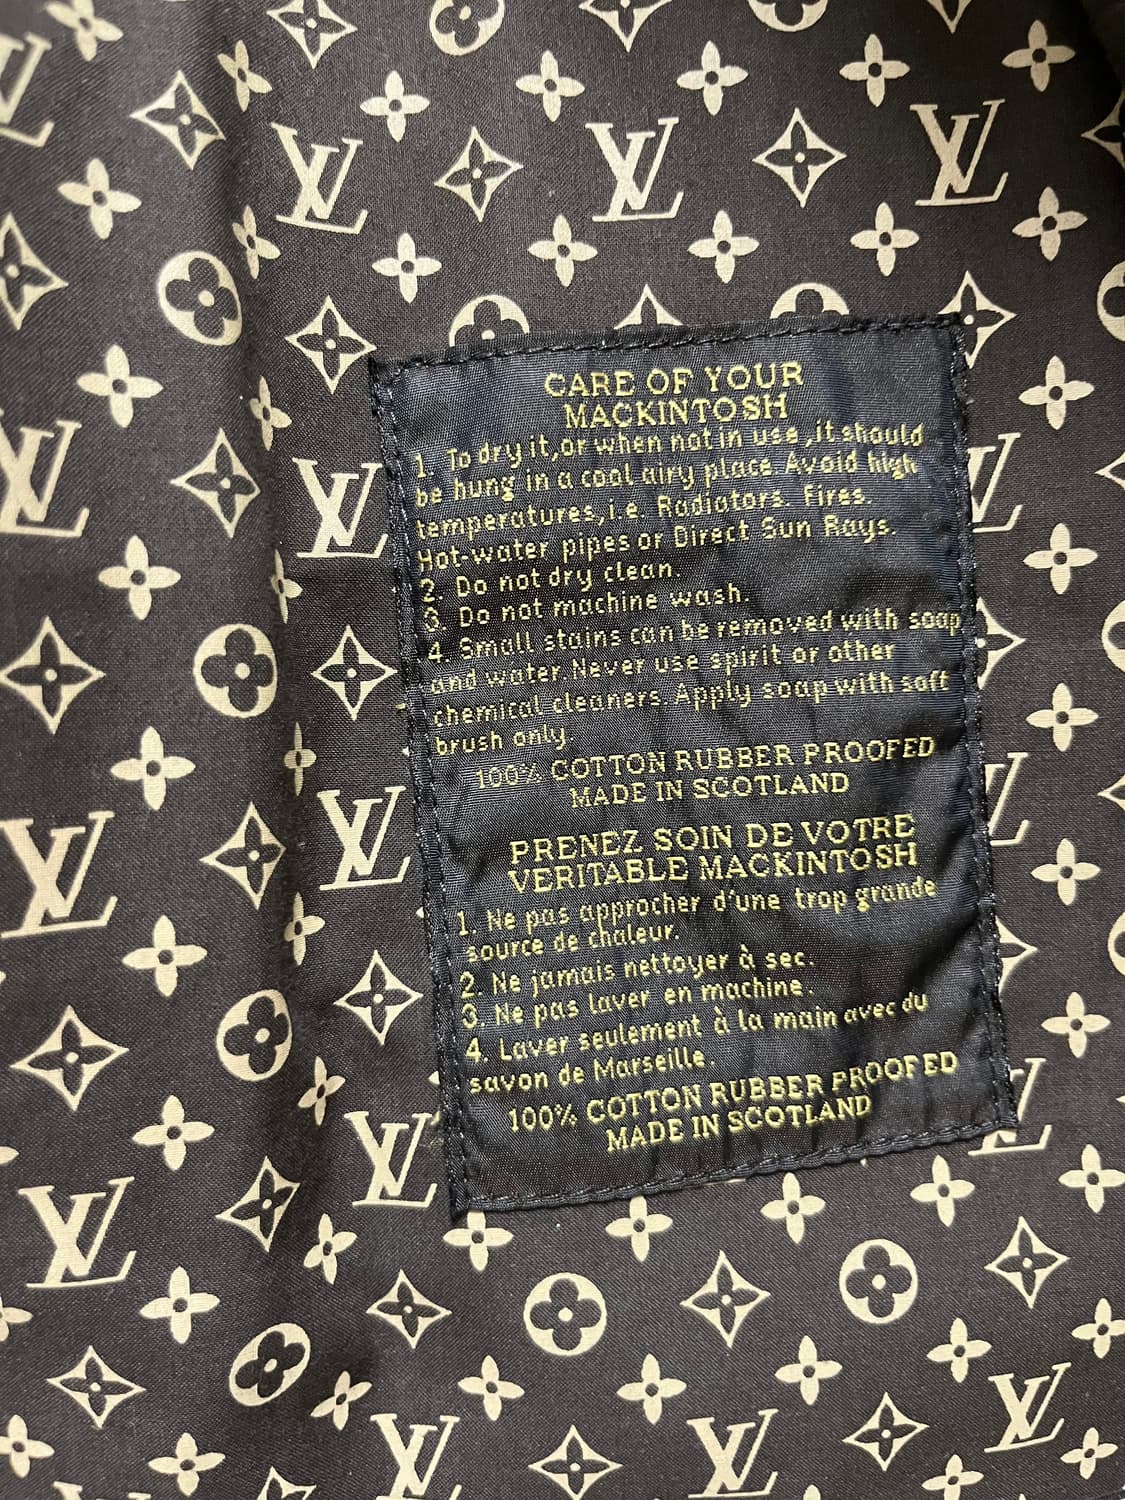 CARE OF YOUR
MACKINTOSH
1. To dry it, or when not in use, it should
be hung in a cool airy place. Avoid high
temperatures, i.e. Radiators. Fires.
Hot-water pipes or Direct Sun Rays.
2. Do not dry clean.
3. Do not machine wash.
4. Small stains can be removed with soap
and water. Never use spirit or other
chemical cleaners. Apply soap with soft
brush only.
100% COTTON RUBBER PROOFED
MADE IN SCOTLAND
PRENEZ SOIN DE VOTRE
VERITABLE MACKINTOSH
1. Ne pas approcher d'une trop grande
source de chaleur.
2. Ne jamais nettoyer à sec.
3. Ne pas laver en machine.
4. Laver seulement à la main avec du
savon de Marseille.
100% COTTON RUBBER PROOFED
MADE IN SCOTLAND